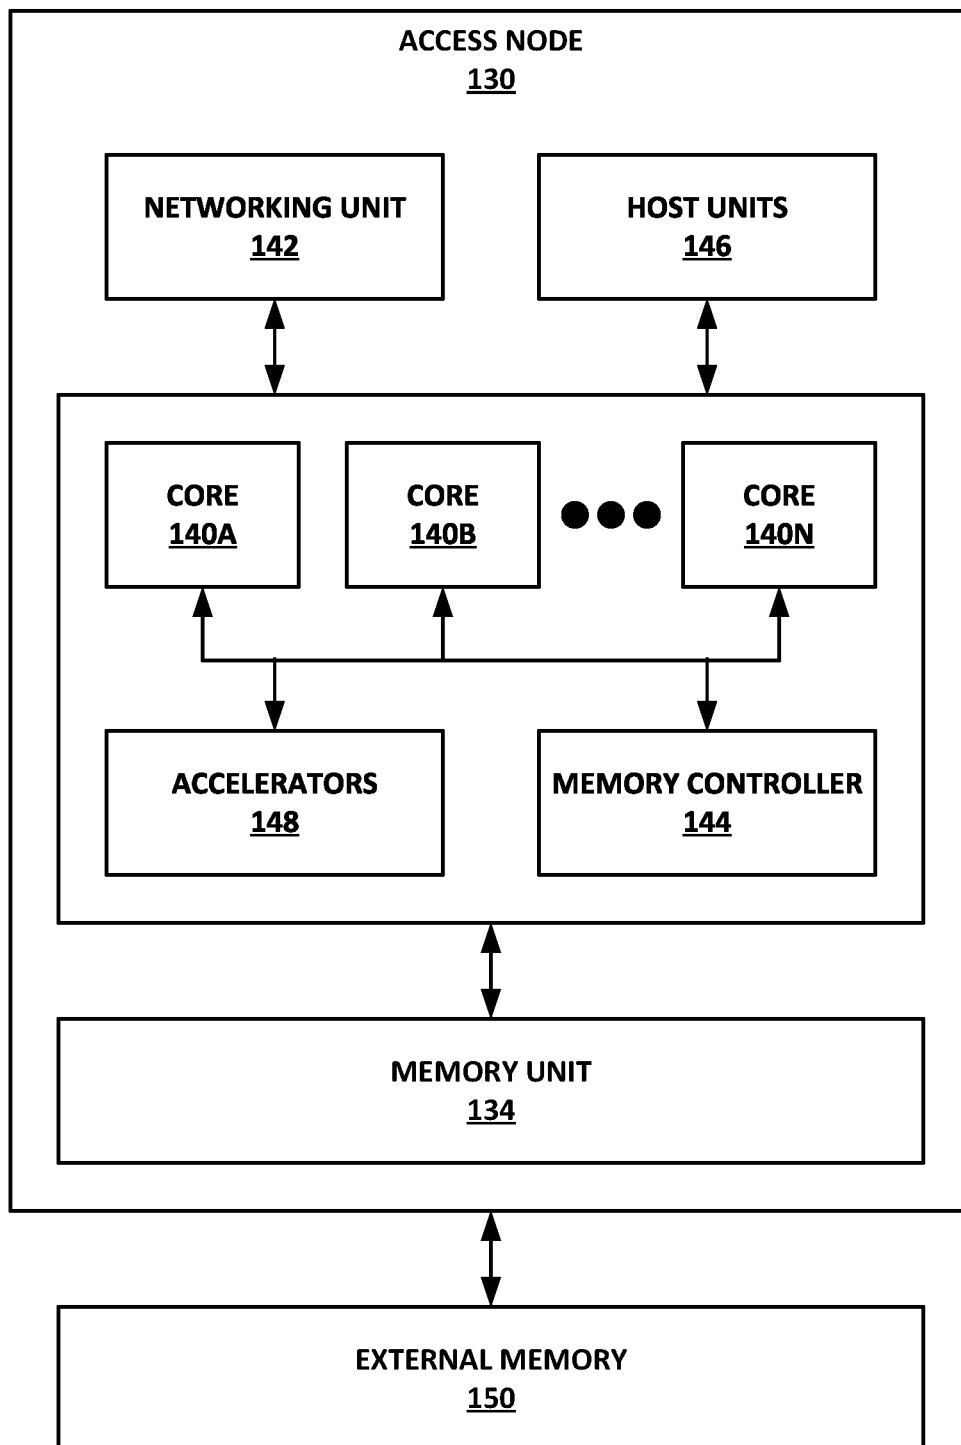 ACCESS NODE
130
NETWORKING UNIT
142
HOST UNITS
146
CORE
140A
CORE
140B
CORE
140N
ACCELERATORS
148
MEMORY CONTROLLER
144
MEMORY UNIT
134
EXTERNAL MEMORY
150